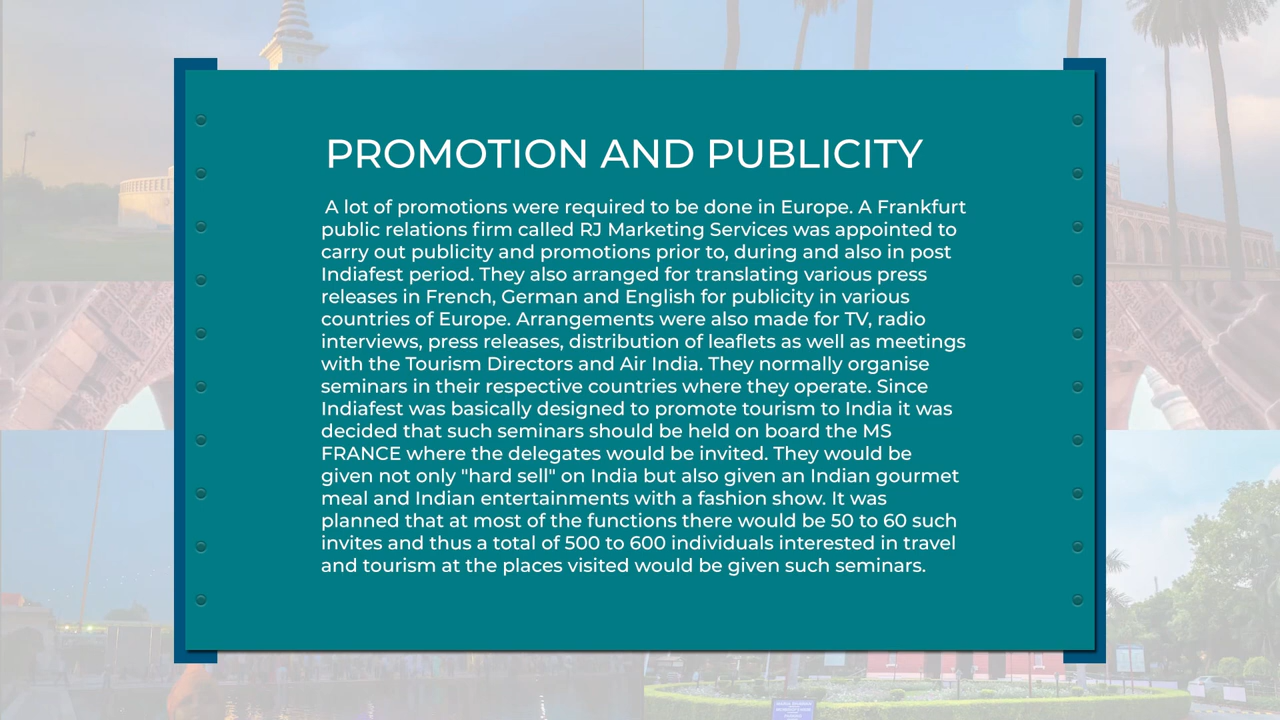 PROMOTION AND PUBLICITY
A lot of promotions were required to be done in Europe. A Frankfurt
public relations firm called RJ Marketing Services was appointed to
carry out publicity and promotions prior to, during and also in post
Indiafest period. They also arranged for translating various press
releases in French, German and English for publicity in various
countries of Europe. Arrangements were also made for TV, radio
interviews, press releases, distribution of leaflets as well as meetings
with the Tourism Directors and Air India. They normally organise
seminars in their respective countries where they operate. Since
Indiafest was basically designed to promote tourism to India it was
decided that such seminars should be held on board the MS
FRANCE where the delegates would be invited. They would be
given not only "hard sell" on India but also given an Indian gourmet
meal and Indian entertainments with a fashion show. It was
planned that at most of the functions there would be 50 to 60 such
invites and thus a total of 500 to 600 individuals interested in travel
and tourism at the places visited would be given such seminars.